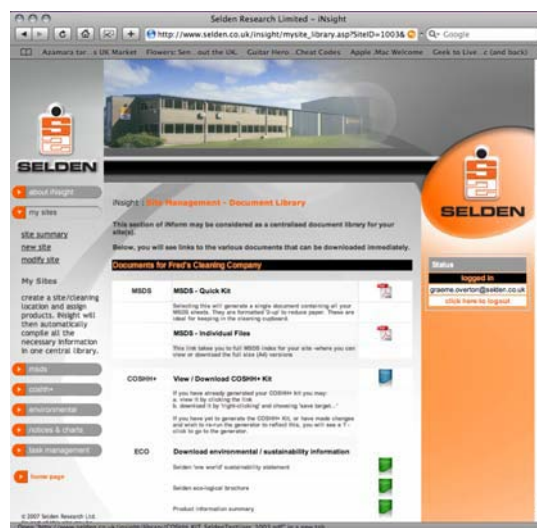 Selden Research Limited – iNsight
http://www.selden.co.uk/insight/mysite_library.asp?SiteID=1003&
Google
Azamara tar...s UK Market Flowers: Sen...out the UK. Guitar Hero...Cheat Codes Apple .Mac Welcome Geek to Live...c (and back)
SELDEN
SELDEN
about iNsight
my sites
site summary
new site
modify site
My Sites
create a site/cleaning
location and assign
products. iNsight will
then automatically
compile all the
necessary information
in one central library.
msds
coshh+
environmental
notices & charts
task management
home page
© 2007 Selden Research Ltd.
iNsight : Site Management - Document Library
This section of INform may be considered as a centralised document library for your
site(s).
Below, you will see links to the various documents that can be downloaded immediately.
Documents for Fred's Cleaning Company
MSDS MSDS - Quick Kit
Selecting this will generate a single document containing all your
MSDS sheets. They are formatted '3-up' to reduce paper. These are
ideal for keeping in the cleaning cupboard.
MSDS - Individual Files
This link takes you to full MSDS index for your site -where you can
view or download the full size (A4) versions
COSHH+ View / Download COSHH+ Kit
If you have already generated your COSHH+ kit you may:
a. view it by clicking the link
b. download it by 'right-clicking' and choosing 'save target...'
If you have yet to generate the COSHH+ Kit, or have made changes
and wish to re-run the generator to reflect this, you will see a ? -
click to go to the generator.
ECO Download environmental / sustainability information
Selden 'one world' sustainability statement
Selden ecological brochure
Product information summary
Status
logged in
graeme.overton@selden.co.uk
click here to logout